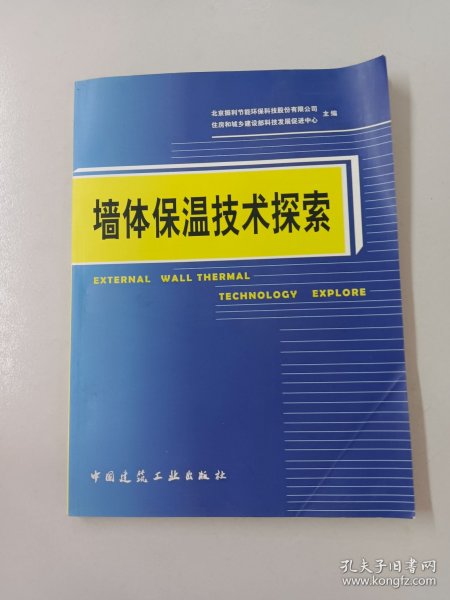 北京振利节能环保科技股份有限公司
住房和城乡建设部科技发展促进中心
主编
墙体保温技术探索
EXTERNAL WALL THERMAL
TECHNOLOGY EXPLORE
中国建筑工业出版社
孔夫子旧书网
www.kongfz.com